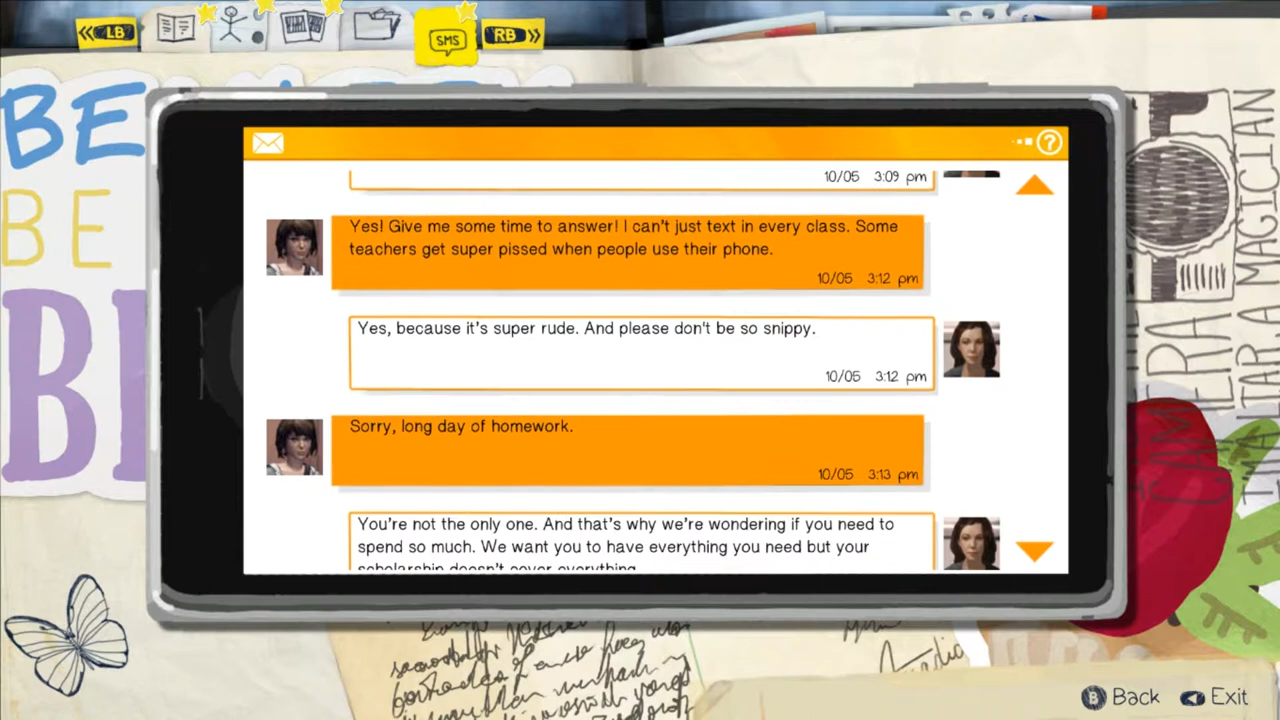 LB
SMS
RB
BE
BE
10/05 3:09 pm
Yes! Give me some time to answer! I can't just text in every class. Some
teachers get super pissed when people use their phone.
10/05 3:12 pm
Yes, because it's super rude. And please don't be so snippy.
10/05 3:12 pm
Sorry, long day of homework.
10/05 3:13 pm
You're not the only one. And that's why we're wondering if you need to
spend so much. We want you to have everything you need but your
scholarship doesn't cover everything.
MAGICIAN
B Back
Exit